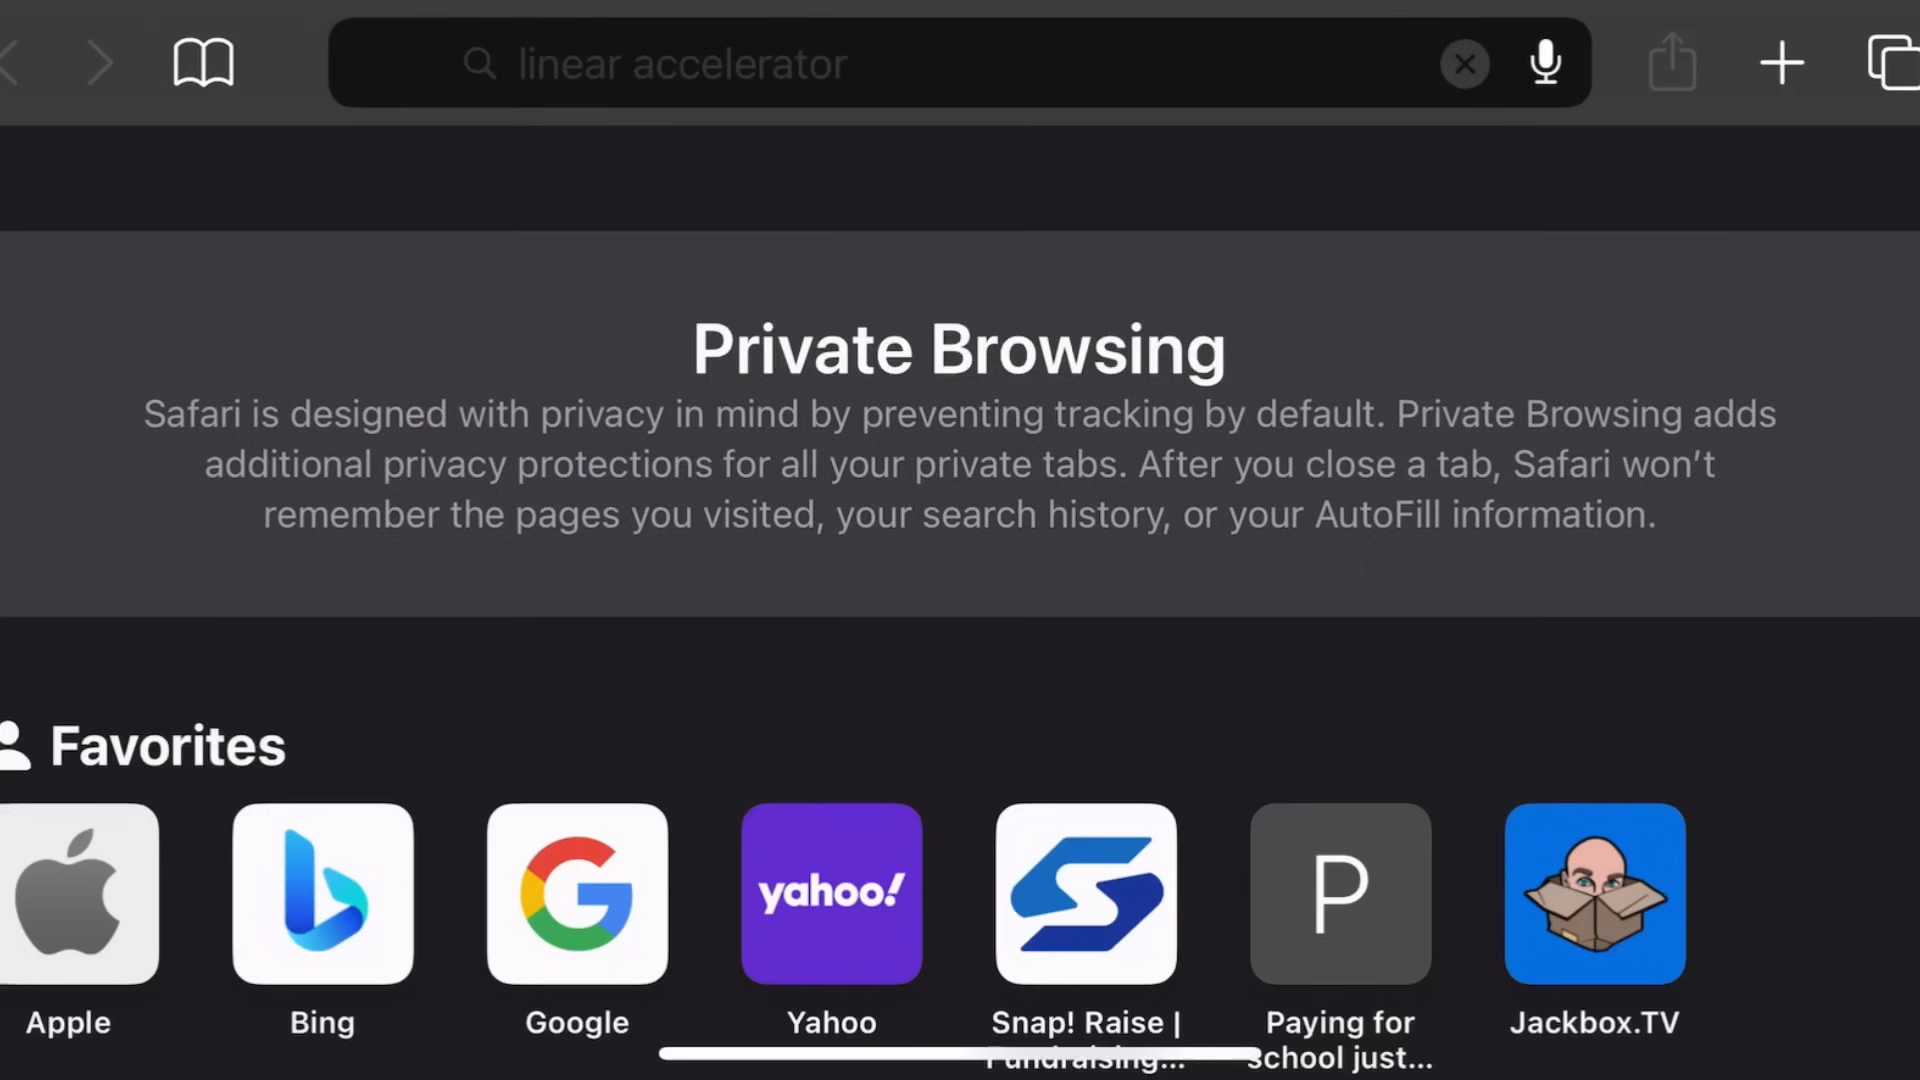 linear accelerator
Private Browsing
Safari is designed with privacy in mind by preventing tracking by default. Private Browsing adds
additional privacy protections for all your private tabs. After you close a tab, Safari won’t
remember the pages you visited, your search history, or your AutoFill information.
Favorites
yahoo!
P
Apple
Bing
Google
Yahoo
Snap! Raise |
Fundraising...
Paying for
school just...
Jackbox.TV